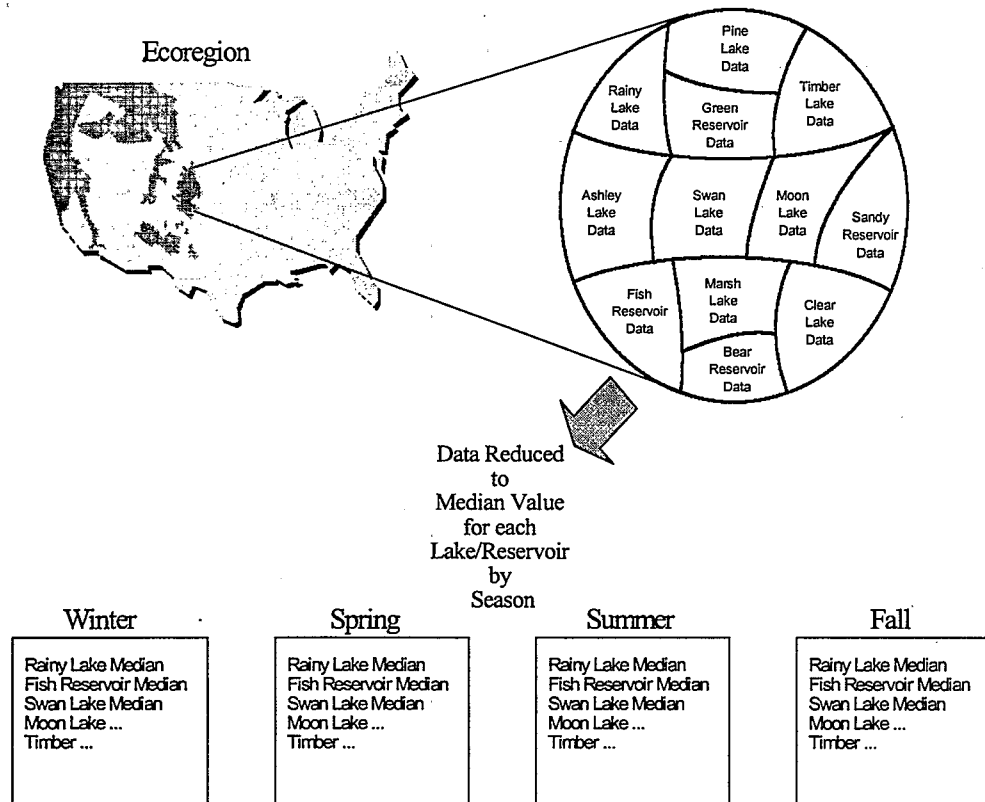 Ecoregion
Pine
Lake
Data
Rainy
Lake
Data
Green
Reservoir
Data
Timber
Lake
Data
Ashley
Lake
Data
Swan
Lake
Data
Moon
Lake
Data
Sandy
Reservoir
Data
Fish
Reservoir
Data
Marsh
Lake
Data
Clear
Lake
Data
Bear
Reservoir
Data
Data Reduced
to
Median Value
for each
Lake/Reservoir
by
Season
Winter
Rainy Lake Median
Fish Reservoir Median
Swan Lake Median
Moon Lake ...
Timber ...
Spring
Rainy Lake Median
Fish Reservoir Median
Swan Lake Median
Moon Lake ...
Timber ...
Summer
Rainy Lake Median
Fish Reservoir Median
Swan Lake Median
Moon Lake ...
Timber ...
Fall
Rainy Lake Median
Fish Reservoir Median
Swan Lake Median
Moon Lake ...
Timber ...